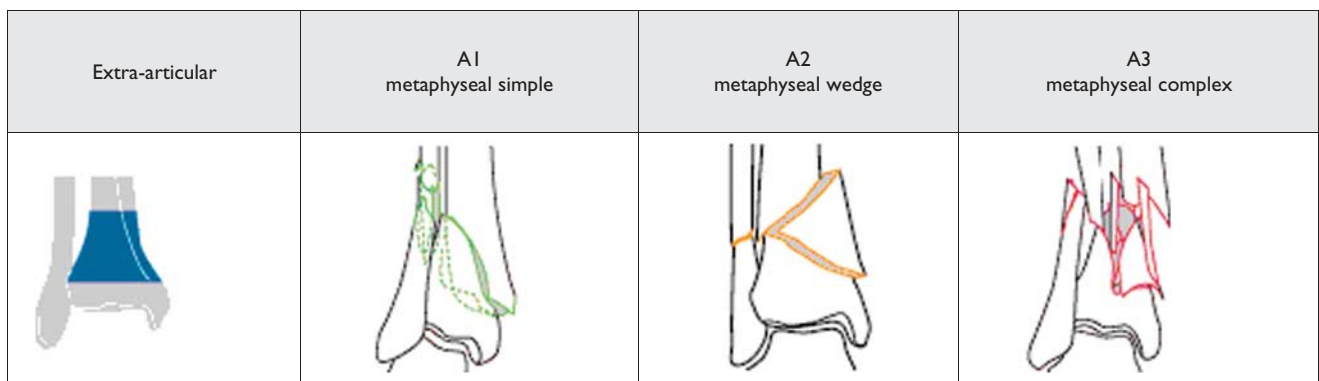 Extra-articular
A1
metaphyseal simple
A2
metaphyseal wedge
A3
metaphyseal complex